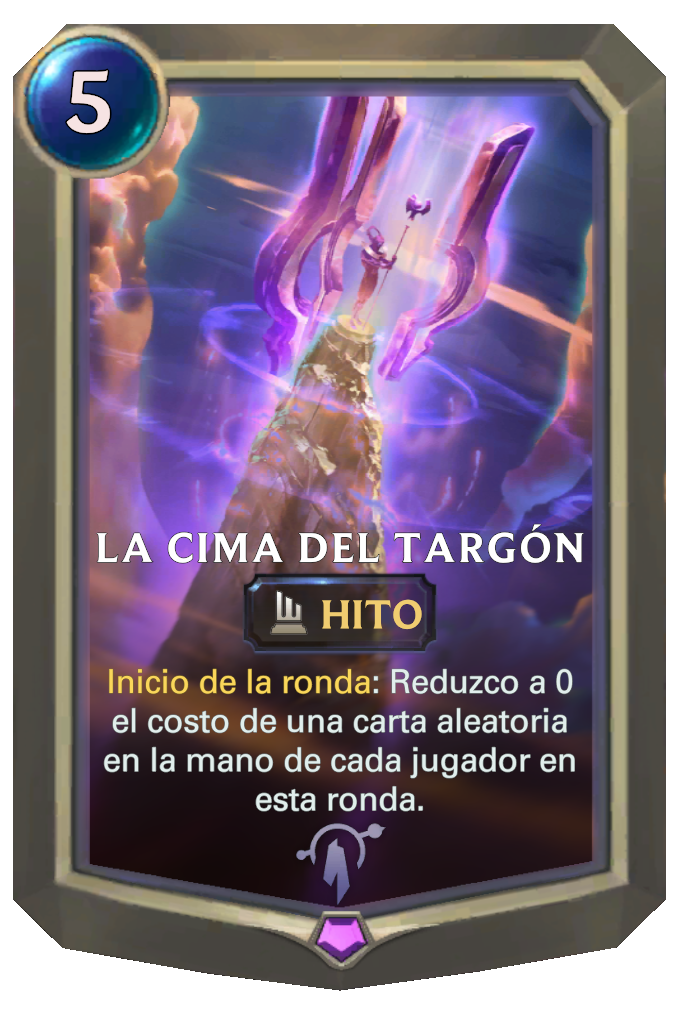 5
LA CIMA DEL TARGÓN
HITO
Inicio de la ronda: Reduzco a 0
el costo de una carta aleatoria
en la mano de cada jugador en
esta ronda.